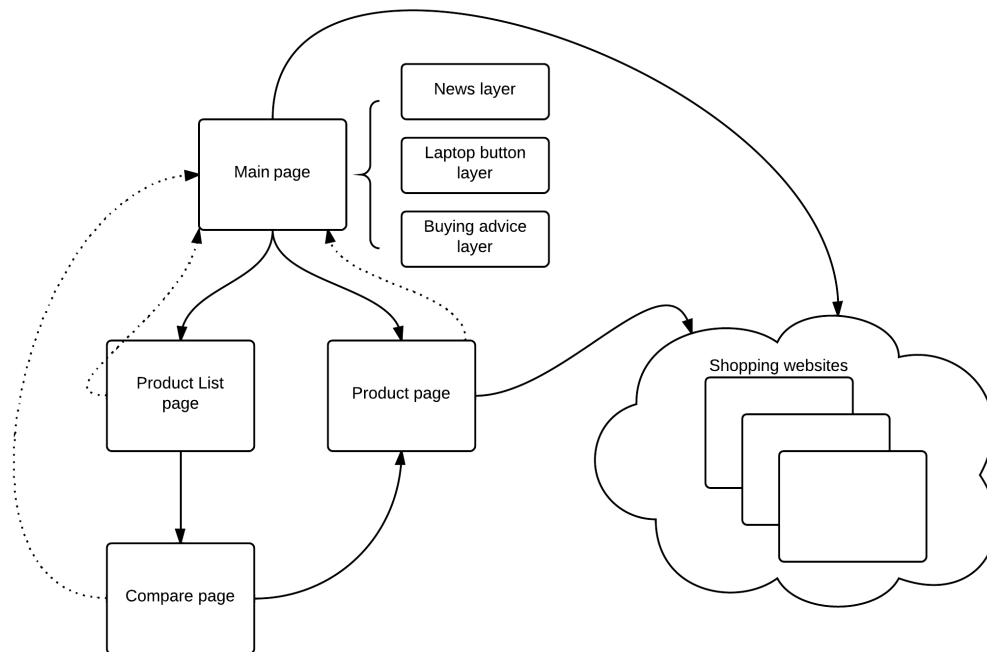 News layer
Main page
Laptop button
layer
Buying advice
layer
Product List
page
Product page
Shopping websites
Compare page